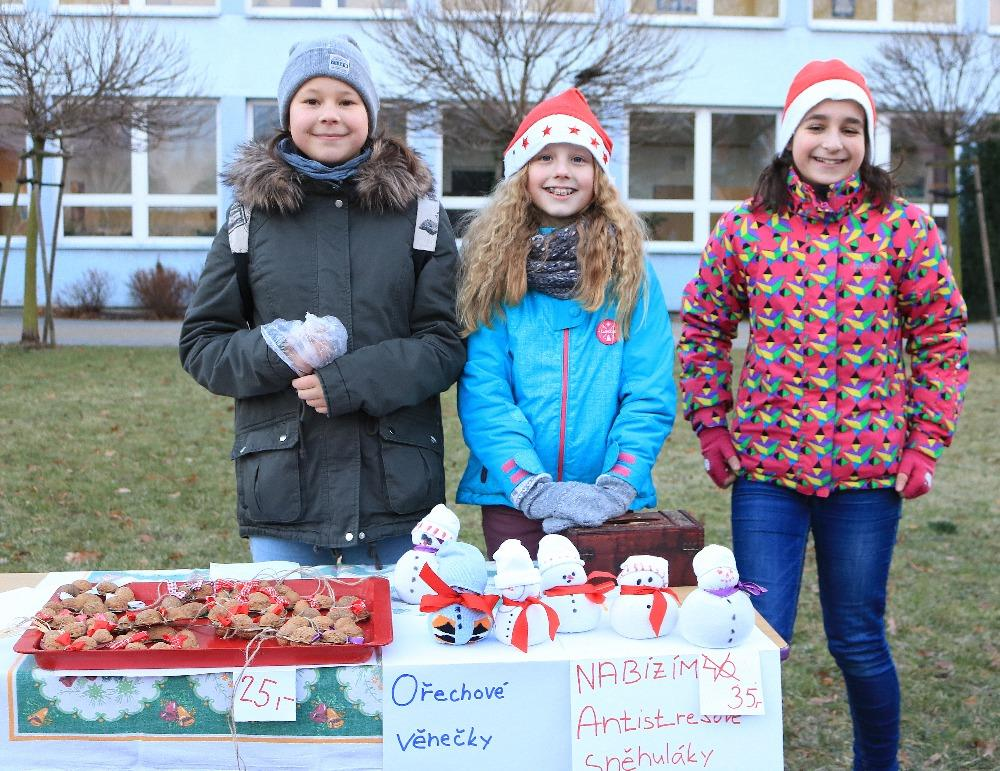 25,-
Ořechové
věnečky
NABÍZÍM
35,-
Antistresové
sněhuláky